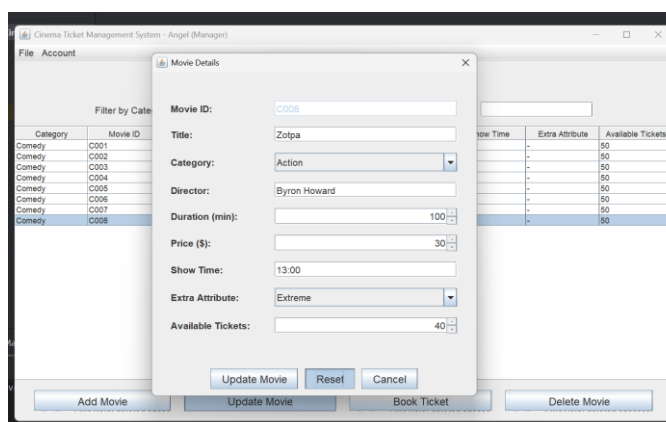 Cinema Ticket Management System - Angel (Manager)
File Account
Movie Details
Filter by Cate
Movie ID: C008
Title: Zotpa
Category: Action
Director: Byron Howard
Duration (min): 100
Price ($): 30
Show Time: 13:00
Extra Attribute: Extreme
Available Tickets: 40
Update Movie Reset Cancel
Category Movie ID how Time Extra Attribute Available Tickets
Comedy C001 - 50
Comedy C002 - 50
Comedy C003 - 50
Comedy C004 - 50
Comedy C005 - 50
Comedy C006 - 50
Comedy C007 - 50
Comedy C008 - 50
Add Movie Update Movie Book Ticket Delete Movie